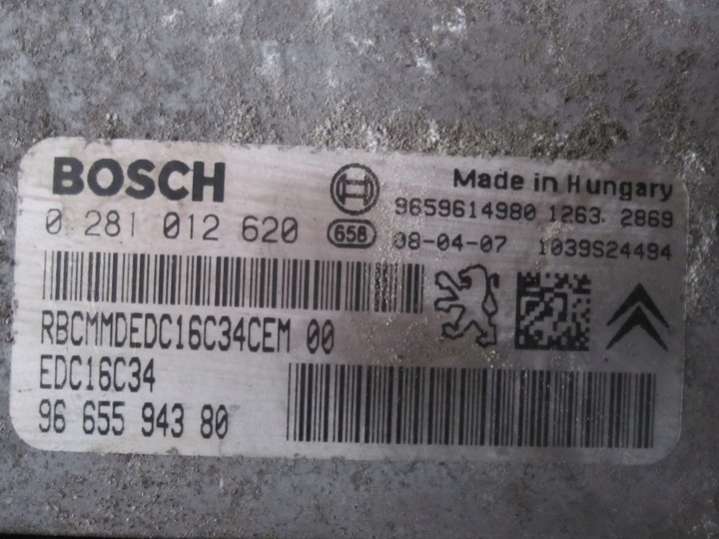 BOSCH
Made in Hungary
9659614980 1263. 2869
0 281 012 620
658
08-04-07 1039S24494
RBCMMDEDC16C34CEM 00
EDC16C34
96 655 943 80